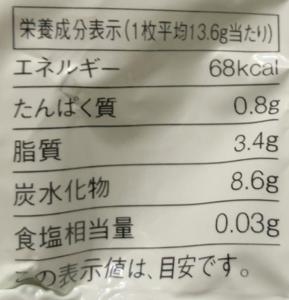 栄養成分表示(1枚平均13.6g当たり)
エネルギー 68kcal
たんぱく質 0.8g
脂質 3.4g
炭水化物 8.6g
食塩相当量 0.03g
この表示値は、目安です。